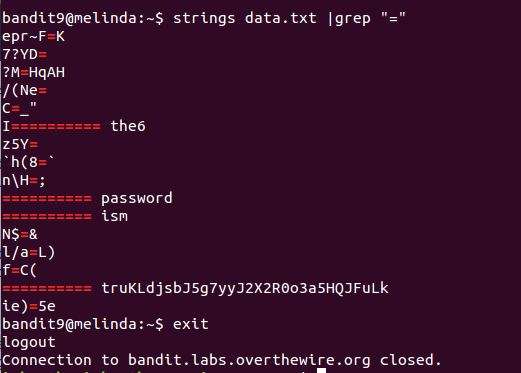 bandit9@melinda:~$ strings data.txt |grep "="
epr~F=K
7?YD=
?M=HqAH
/(Ne=
C=_"
I========== the6
z5Y=
`h(8=`
n\H=;
========== password
========== ism
N$=&
l/a=L)
f=C(
========== truKLdjsbJ5g7yyJ2X2R0o3a5HQJFuLk
ie)=5e
bandit9@melinda:~$ exit
logout
Connection to bandit.labs.overthewire.org closed.